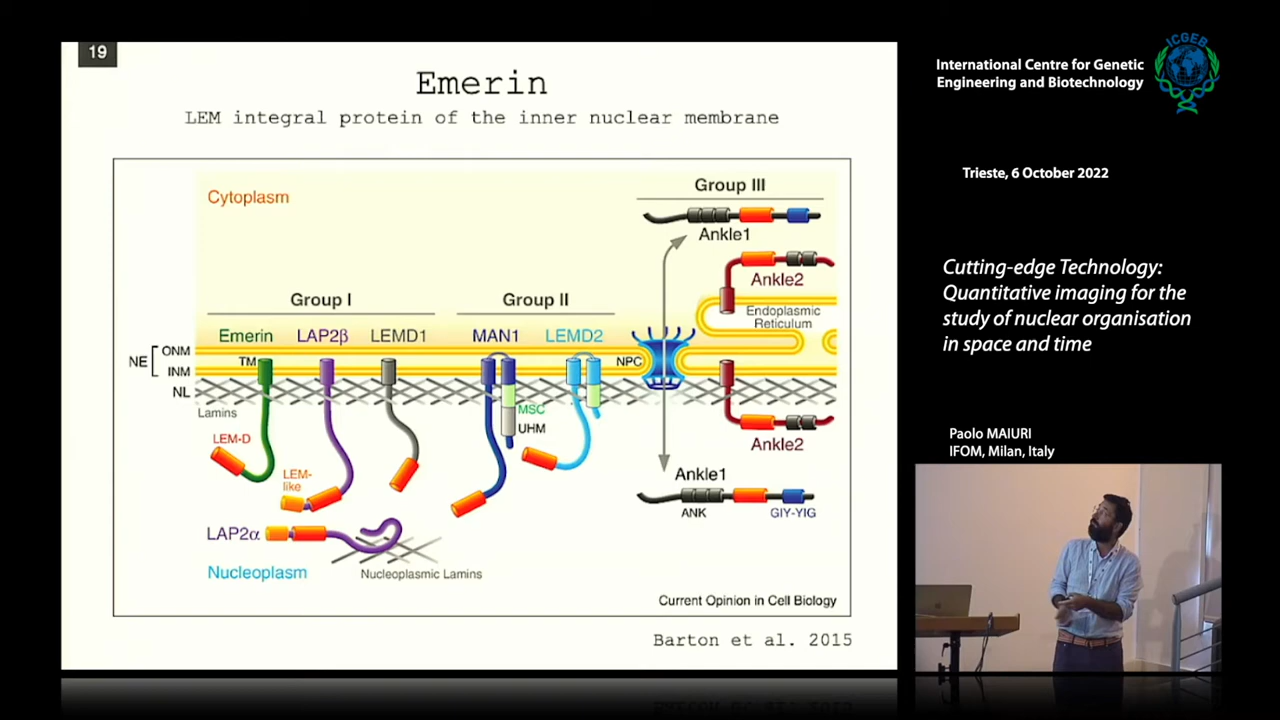 19
Emerin
LEM integral protein of the inner nuclear membrane
Cytoplasm
Group III
Ankle1
Ankle2
Endoplasmic
Reticulum
Group I
Group II
Emerin
LAP2β
LEMD1
MAN1
LEMD2
NE
ONM
INM
TM
NPC
NL
Lamins
MSC
UHM
LEM-D
LEM-
like
Ankle2
Ankle1
ANK
GIY-YIG
LAP2α
Nucleoplasm
Nucleoplasmic Lamins
Current Opinion in Cell Biology
Barton et al. 2015
International Centre for Genetic
Engineering and Biotechnology
ICGEB
Trieste, 6 October 2022
Cutting-edge Technology:
Quantitative imaging for the
study of nuclear organisation
in space and time
Paolo MAIURI
IFOM, Milan, Italy